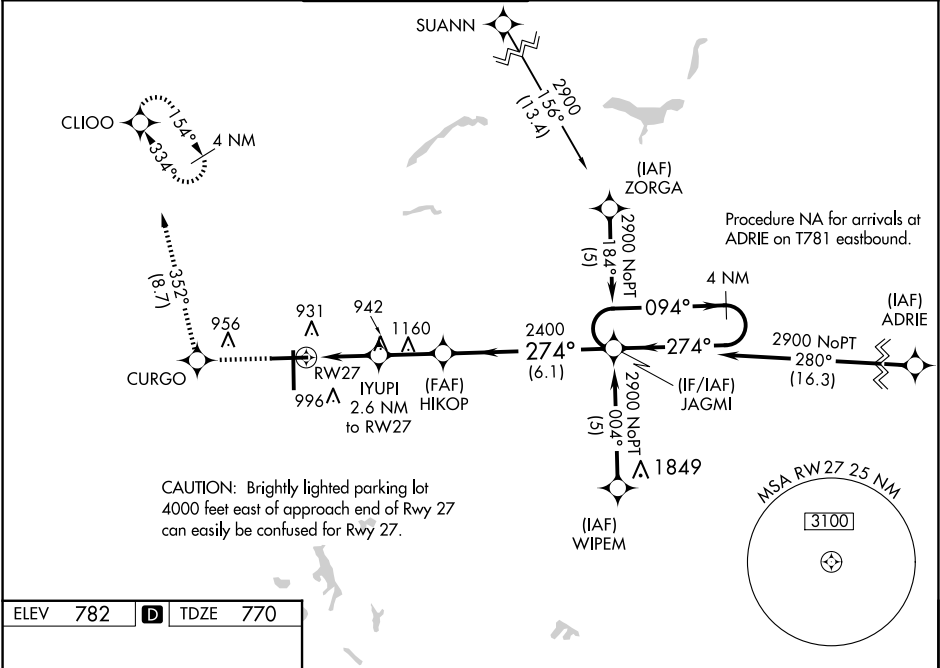 SUANN
2900
156°
(13.4)
CLIOO
154°
334°
4 NM
(IAF)
ZORGA
2900 NoPT
184°
(5)
Procedure NA for arrivals at
ADRIE on T781 eastbound.
4 NM
094°
(IAF)
ADRIE
352°
(8.7)
956
931
942
1160
2400
274°
(6.1)
274°
2900 NoPT
280°
(16.3)
CURGO
RW27
996
IYUPI
2.6 NM
to RW27
(FAF)
HIKOP
(IF/IAF)
JAGMI
2900 NoPT
004°
(5)
1849
(IAF)
WIPEM
CAUTION: Brightly lighted parking lot
4000 feet east of approach end of Rwy 27
can easily be confused for Rwy 27.
MSA RW27 25 NM
3100
ELEV 782 D TDZE 770